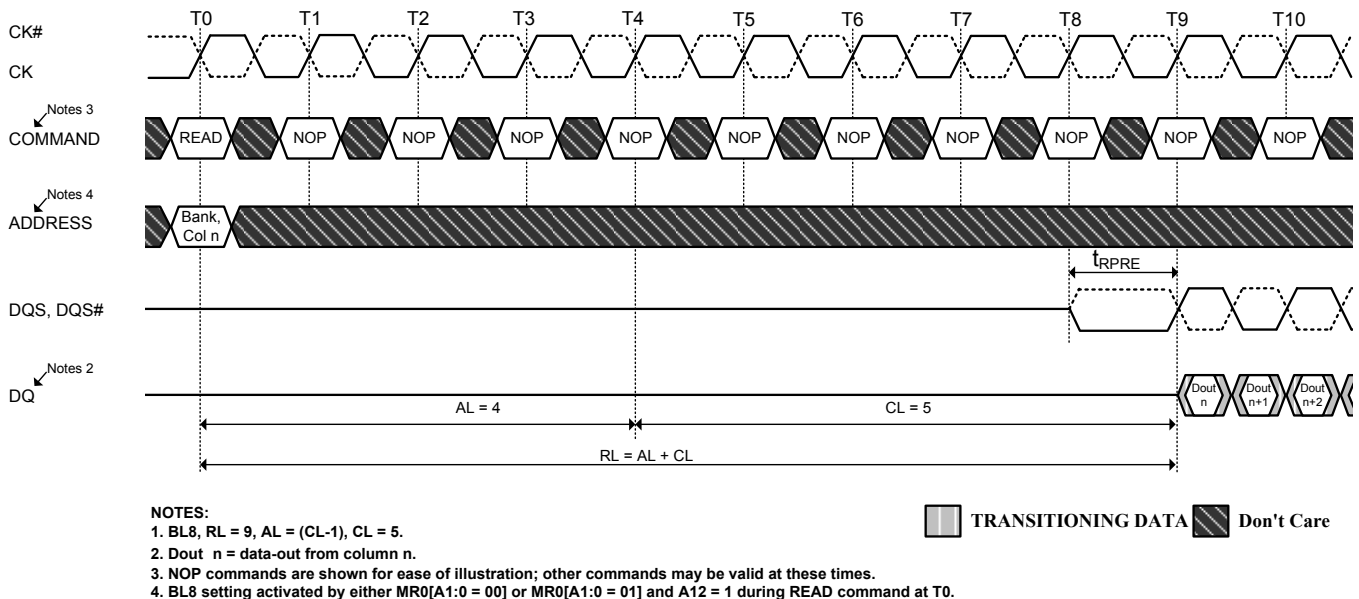 T0 T1 T2 T3 T4 T5 T6 T7 T8 T9 T10
CK#
CK
Notes 3
COMMAND READ NOP NOP NOP NOP NOP NOP NOP NOP NOP NOP
Notes 4
ADDRESS
Bank,
Col n
tRPRE
DQS, DQS#
Notes 2
DQ
Dout
n
Dout
n+1
Dout
n+2
AL = 4 CL = 5
RL = AL + CL
NOTES:
1. BL8, RL = 9, AL = (CL-1), CL = 5.
2. Dout n = data-out from column n.
3. NOP commands are shown for ease of illustration; other commands may be valid at these times.
4. BL8 setting activated by either MR0[A1:0 = 00] or MR0[A1:0 = 01] and A12 = 1 during READ command at T0.
TRANSITIONING DATA Don't Care